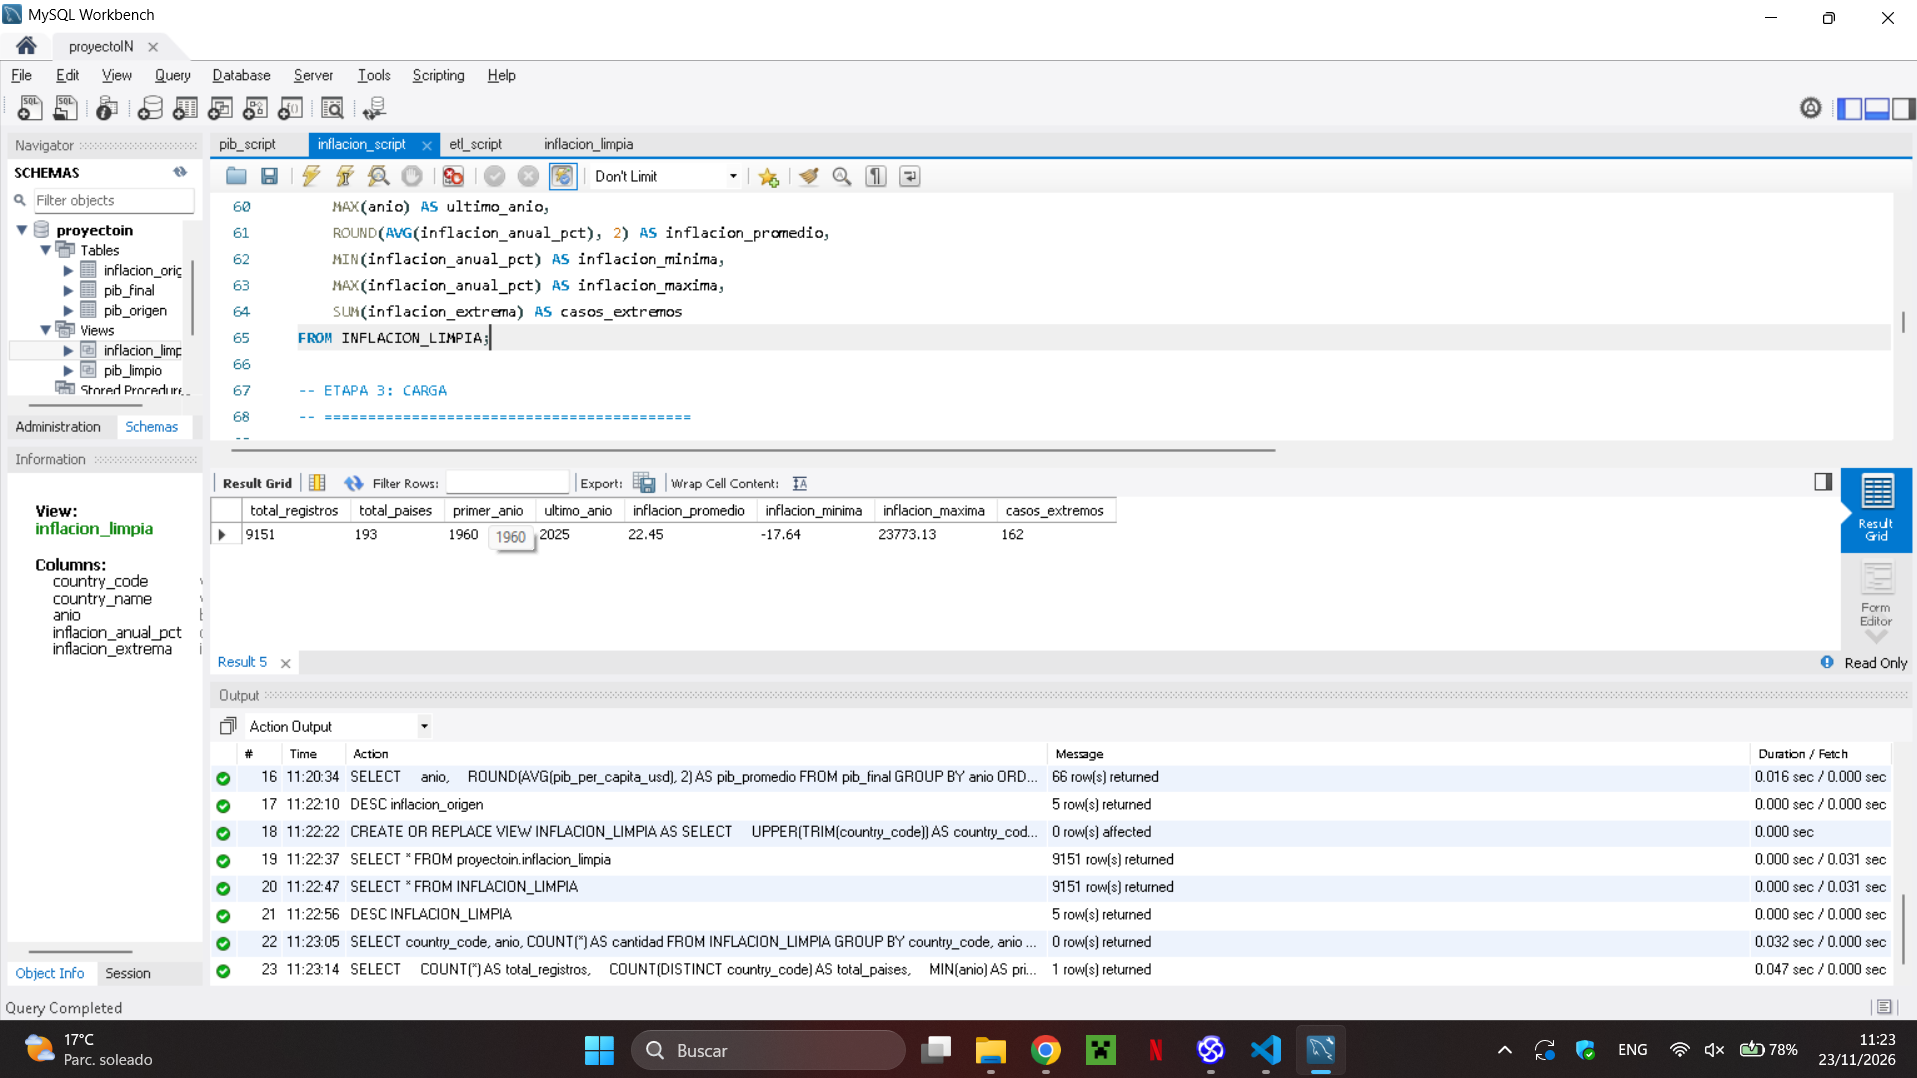 MySQL Workbench
proyectoIN
File Edit View Query Database Server Tools Scripting Help
Navigator
SCHEMAS
Filter objects
proyectoin
Tables
inflacion_orig
pib_final
pib_origen
Views
inflacion_limp
pib_limpio
Stored Procedure
Administration Schemas
Information
View:
inflacion_limpia
Columns:
country_code
country_name
anio
inflacion_anual_pct
inflacion_extrema
Object Info Session
pib_script inflacion_script etl_script inflacion_limpia
Don't Limit
60 MAX(anio) AS ultimo_anio,
61 ROUND(AVG(inflacion_anual_pct), 2) AS inflacion_promedio,
62 MIN(inflacion_anual_pct) AS inflacion_minima,
63 MAX(inflacion_anual_pct) AS inflacion_maxima,
64 SUM(inflacion_extrema) AS casos_extremos
65 FROM INFLACION_LIMPIA;
66
67 -- ETAPA 3: CARGA
68 -- ==========================================
Result Grid Filter Rows: Export: Wrap Cell Content:
total_registros total_paises primer_anio ultimo_anio inflacion_promedio inflacion_minima inflacion_maxima casos_extremos
9151 193 1960 2025 22.45 -17.64 23773.13 162
1960
Result Grid
Form Editor
Result 5
Read Only
Output
Action Output
# Time Action Message Duration / Fetch
16 11:20:34 SELECT anio, ROUND(AVG(pib_per_capita_usd), 2) AS pib_promedio FROM pib_final GROUP BY anio ORD... 66 row(s) returned 0.016 sec / 0.000 sec
17 11:22:10 DESC inflacion_origen 5 row(s) returned 0.000 sec / 0.000 sec
18 11:22:22 CREATE OR REPLACE VIEW INFLACION_LIMPIA AS SELECT UPPER(TRIM(country_code)) AS country_cod... 0 row(s) affected 0.000 sec
19 11:22:37 SELECT * FROM proyectoin.inflacion_limpia 9151 row(s) returned 0.000 sec / 0.031 sec
20 11:22:47 SELECT * FROM INFLACION_LIMPIA 9151 row(s) returned 0.000 sec / 0.031 sec
21 11:22:56 DESC INFLACION_LIMPIA 5 row(s) returned 0.000 sec / 0.000 sec
22 11:23:05 SELECT country_code, anio, COUNT(*) AS cantidad FROM INFLACION_LIMPIA GROUP BY country_code, anio ... 0 row(s) returned 0.032 sec / 0.000 sec
23 11:23:14 SELECT COUNT(*) AS total_registros, COUNT(DISTINCT country_code) AS total_paises, MIN(anio) AS pri... 1 row(s) returned 0.047 sec / 0.000 sec
Query Completed
17°C
Parc. soleado
Buscar
ENG
78%
11:23
23/11/2026